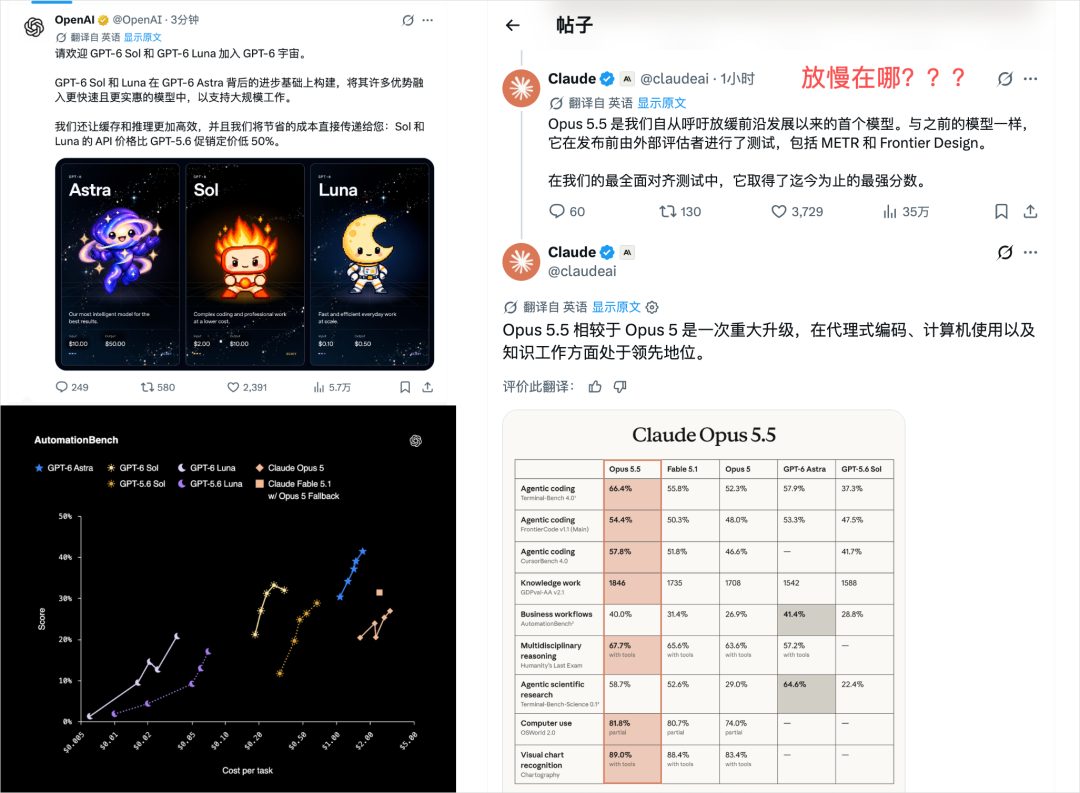 OpenAI @OpenAI · 3分钟
翻译自 英语 显示原文
请欢迎 GPT-6 Sol 和 GPT-6 Luna 加入 GPT-6 宇宙。
GPT-6 Sol 和 Luna 在 GPT-6 Astra 背后的进步基础上构建，将其许多优势融
入更快速且更实惠的模型中，以支持大规模工作。
我们还让缓存和推理更加高效，并且我们将节省的成本直接传递给您：Sol 和
Luna 的 API 价格比 GPT-5.6 促销定价低 50%。
GPT-6
Astra
Our most intelligent model for the
best results.
Input
Output
$10.00
$50.00
GPT-6
Sol
Complex coding and professional work
at a lower cost.
Input
Output
$2.00
$10.00
GPT-6
Luna
Fast and efficient everyday work
at scale.
$0.10
$0.50
249
580
2,391
5.7万
AutomationBench
GPT-6 Astra
GPT-6 Sol
GPT-6 Luna
Claude Opus 5
GPT-5.6 Sol
GPT-5.6 Luna
Claude Fable 5.1
w/ Opus 5 Fallback
50%
40%
30%
20%
10%
0%
Score
$0.005
$0.01
$0.02
$0.05
$0.10
$0.20
$0.50
$1.00
$2.00
$5.00
Cost per task
帖子
Claude A\ @claudeai · 1小时
放慢在哪？？？
翻译自 英语 显示原文
Opus 5.5 是我们自从呼吁放缓前沿发展以来的首个模型。与之前的模型一样，
它在发布前由外部评估者进行了测试，包括 METR 和 Frontier Design。
在我们的最全面对齐测试中，它取得了迄今为止的最强分数。
60
130
3,729
35万
Claude A\
@claudeai
翻译自 英语 显示原文
Opus 5.5 相较于 Opus 5 是一次重大升级，在代理式编码、计算机使用以及
知识工作方面处于领先地位。
评价此翻译：
Claude Opus 5.5
Opus 5.5 Fable 5.1 Opus 5 GPT-6 Astra GPT-5.6 Sol
Agentic coding 66.4% 55.8% 52.3% 57.9% 37.3%
Terminal-Bench 4.0¹
Agentic coding 54.4% 50.3% 48.0% 53.3% 47.5%
FrontierCode v1.1 (Main)
Agentic coding 57.8% 51.8% 46.6% — 41.7%
CursorBench 4.0
Knowledge work 1846 1735 1708 1542 1588
GDPval-AA v2.1
Business workflows 40.0% 31.4% 26.9% 41.4% 28.8%
AutomationBench²
Multidisciplinary 67.7% 65.6% 63.6% 57.2% —
reasoning with tools with tools with tools with tools
Humanity's Last Exam
Agentic scientific 58.7% 52.6% 29.0% 64.6% 22.4%
research
Terminal-Bench-Science 0.1³
Computer use 81.8% 80.7% 74.0% — —
OSWorld 2.0 partial partial partial
Visual chart 89.0% 88.4% 83.4% — —
recognition with tools with tools with tools
Chartography